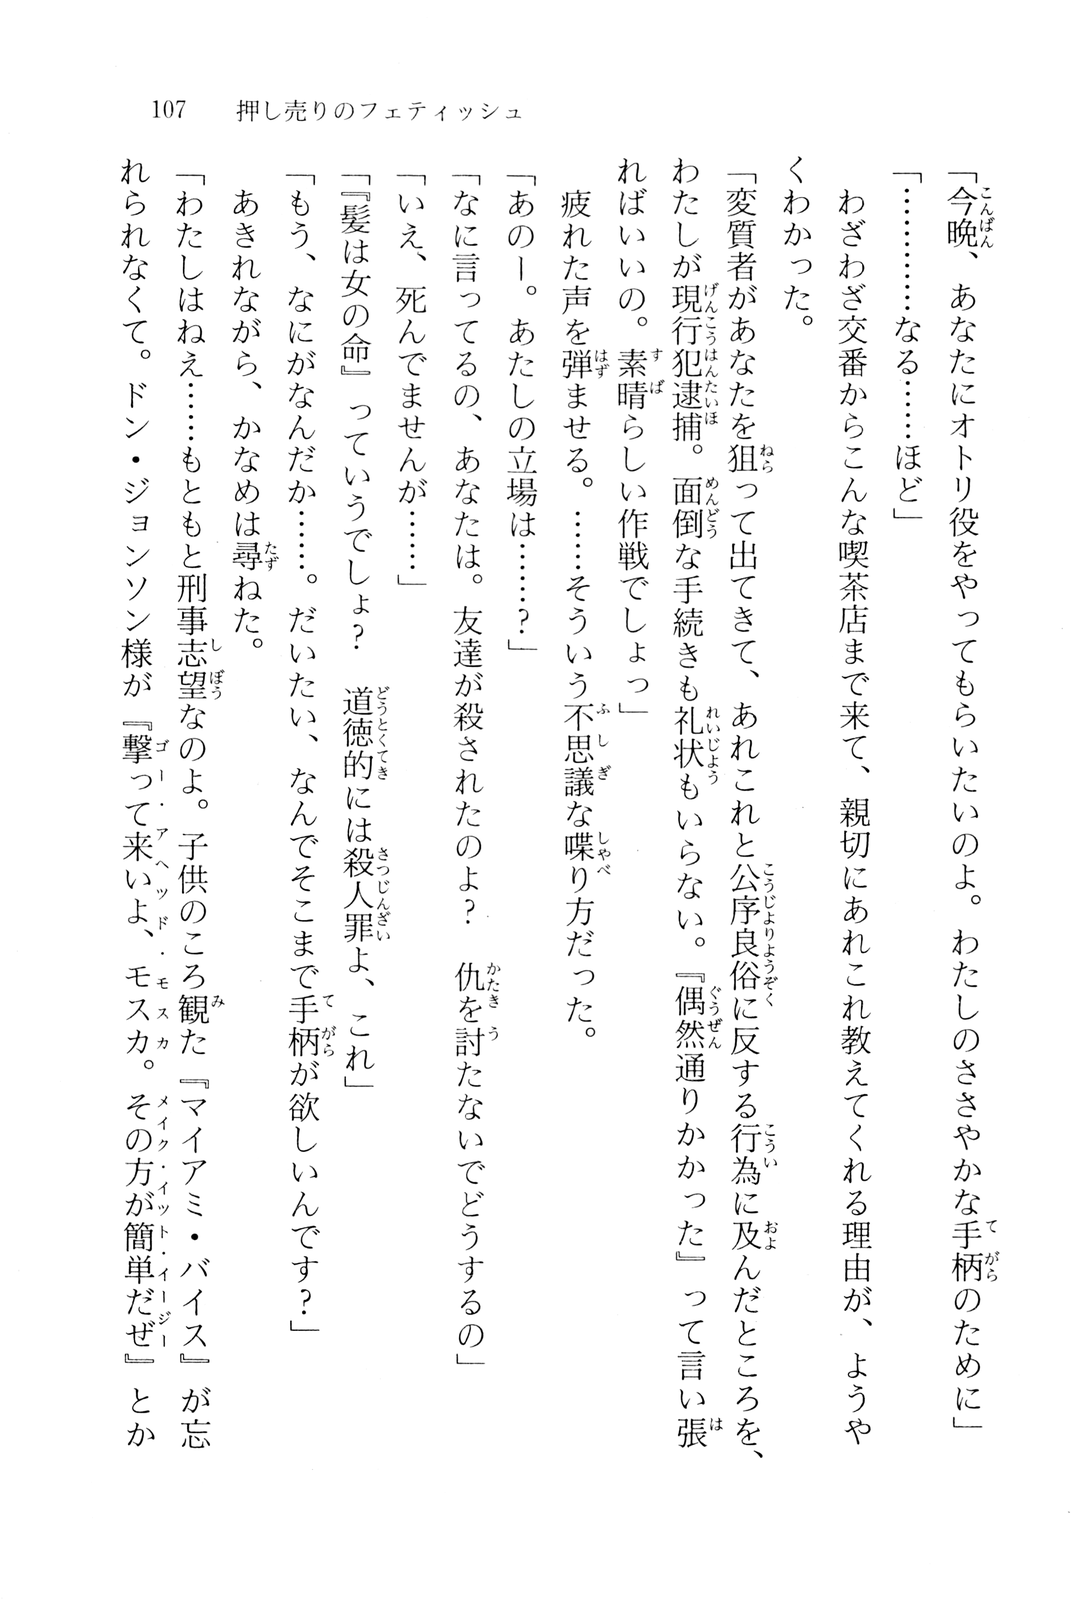 107　押し売りのフェティッシュ
「今晩、あなたにオトリ役をやってもらいたいのよ。わたしのささやかな手柄のために」
「…………なる……ほど」
　わざわざ交番からこんな喫茶店まで来て、親切にあれこれ教えてくれる理由が、ようや
くわかった。
「変質者があなたを狙って出てきて、あれこれと公序良俗に反する行為に及んだところを、
わたしが現行犯逮捕。面倒な手続きも礼状もいらない。『偶然通りかかった』って言い張
ればいいの。素晴らしい作戦でしょっ」
　疲れた声を弾ませる。……そういう不思議な喋り方だった。
「あのー。あたしの立場は……？」
「なに言ってるの、あなたは。友達が殺されたのよ？　仇を討たないでどうするの」
「いえ、死んでませんが……」
「『髪は女の命』っていうでしょ？　道徳的には殺人罪よ、これ」
「もう、なにがなんだか……。だいたい、なんでそこまで手柄が欲しいんです？」
　あきれながら、かなめは尋ねた。
「わたしはねえ……もともと刑事志望なのよ。子供のころ観た『マイアミ・バイス』が忘
れられなくて。ドン・ジョンソン様が『撃って来いよ、モスカ。その方が簡単だぜ』とか